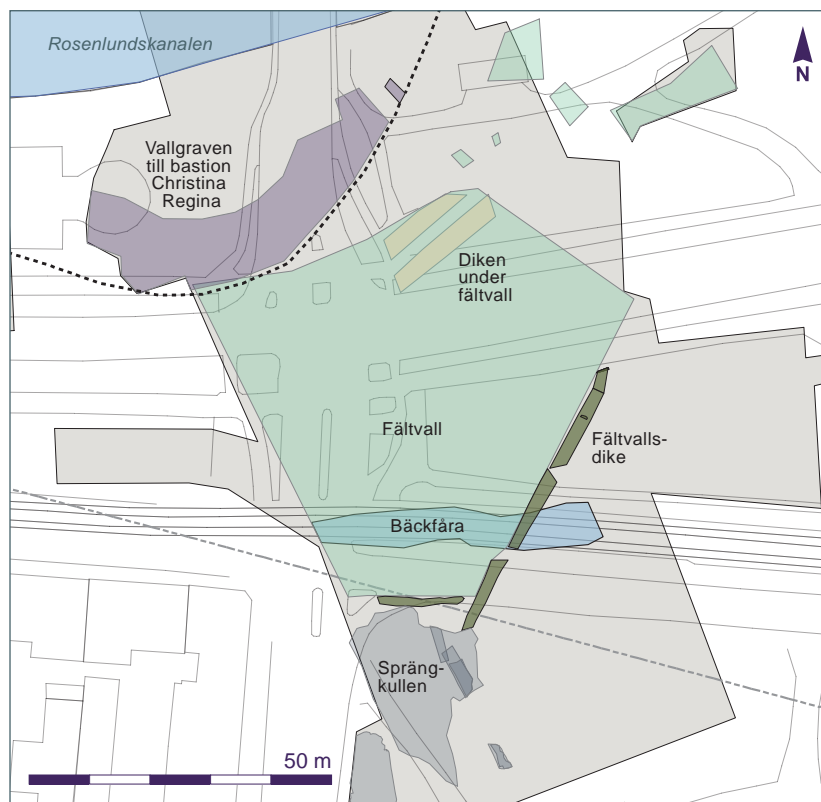 Rosenlundskanalen
N
Vallgraven
till bastion
Christina
Regina
Diken
under
fältvall
Fältvall
Fältvalls-
dike
Bäckfåra
Spräng-
kullen
50 m